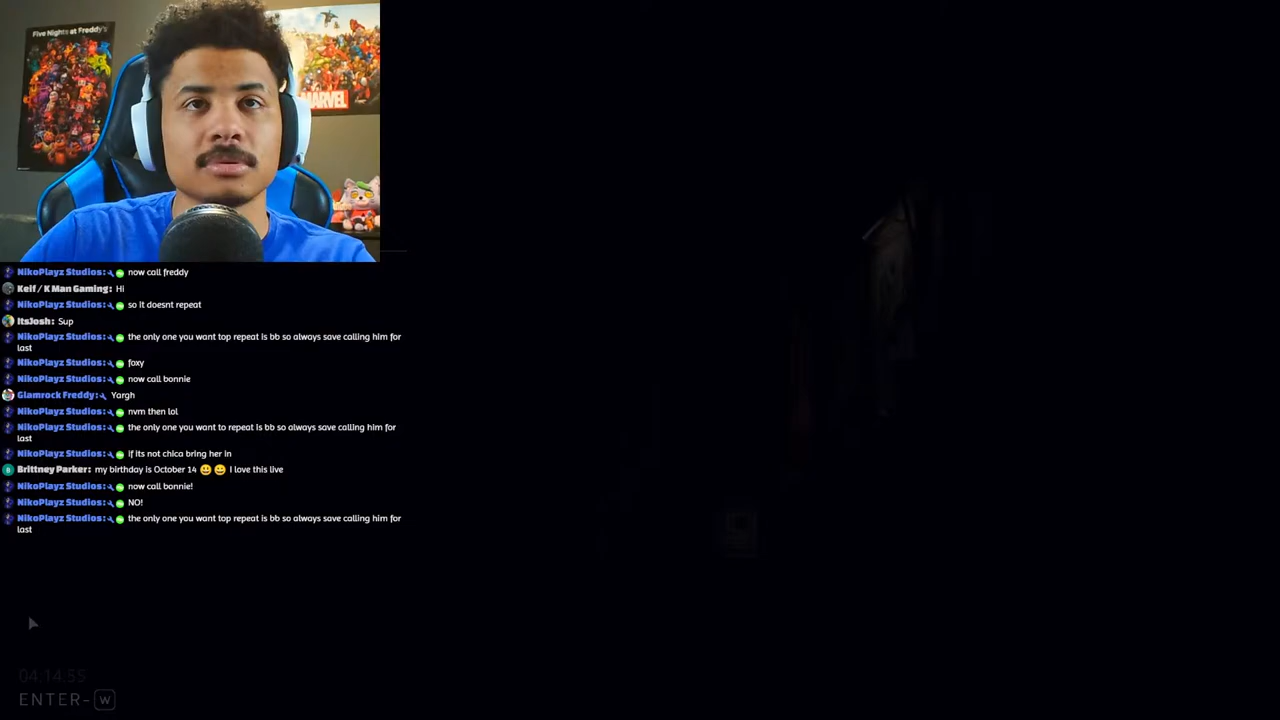 Five Nights at Freddy's
MARVEL
NikoPlayz Studios: now call freddy
Keif / K Man Gaming: Hi
NikoPlayz Studios: so it doesnt repeat
ItsJosh: Sup
NikoPlayz Studios: the only one you want top repeat is bb so always save calling him for
last
NikoPlayz Studios: foxy
NikoPlayz Studios: now call bonnie
Glamrock Freddy: Yargh
NikoPlayz Studios: nvm then lol
NikoPlayz Studios: the only one you want to repeat is bb so always save calling him for
last
NikoPlayz Studios: if its not chica bring her in
B Brittney Parker: my birthday is October 14 😃 😀 I love this live
NikoPlayz Studios: now call bonnie!
NikoPlayz Studios: NO!
NikoPlayz Studios: the only one you want top repeat is bb so always save calling him for
last
04.14.55
ENTER-W